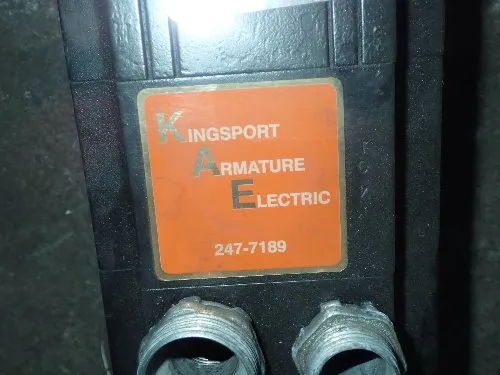 KINGSPORT
ARMATURE
ELECTRIC
247-7189